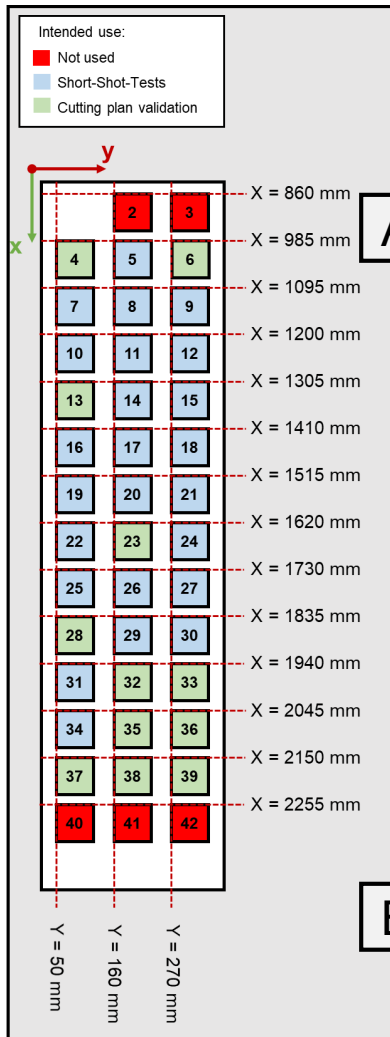 Intended use:
Not used
Short-Shot-Tests
Cutting plan validation
y
x
2 3
X = 860 mm
4 5 6
X = 985 mm
7 8 9
X = 1095 mm
10 11 12
X = 1200 mm
13 14 15
X = 1305 mm
16 17 18
X = 1410 mm
19 20 21
X = 1515 mm
22 23 24
X = 1620 mm
25 26 27
X = 1730 mm
28 29 30
X = 1835 mm
31 32 33
X = 1940 mm
34 35 36
X = 2045 mm
37 38 39
X = 2150 mm
40 41 42
X = 2255 mm
Y = 50 mm
Y = 160 mm
Y = 270 mm